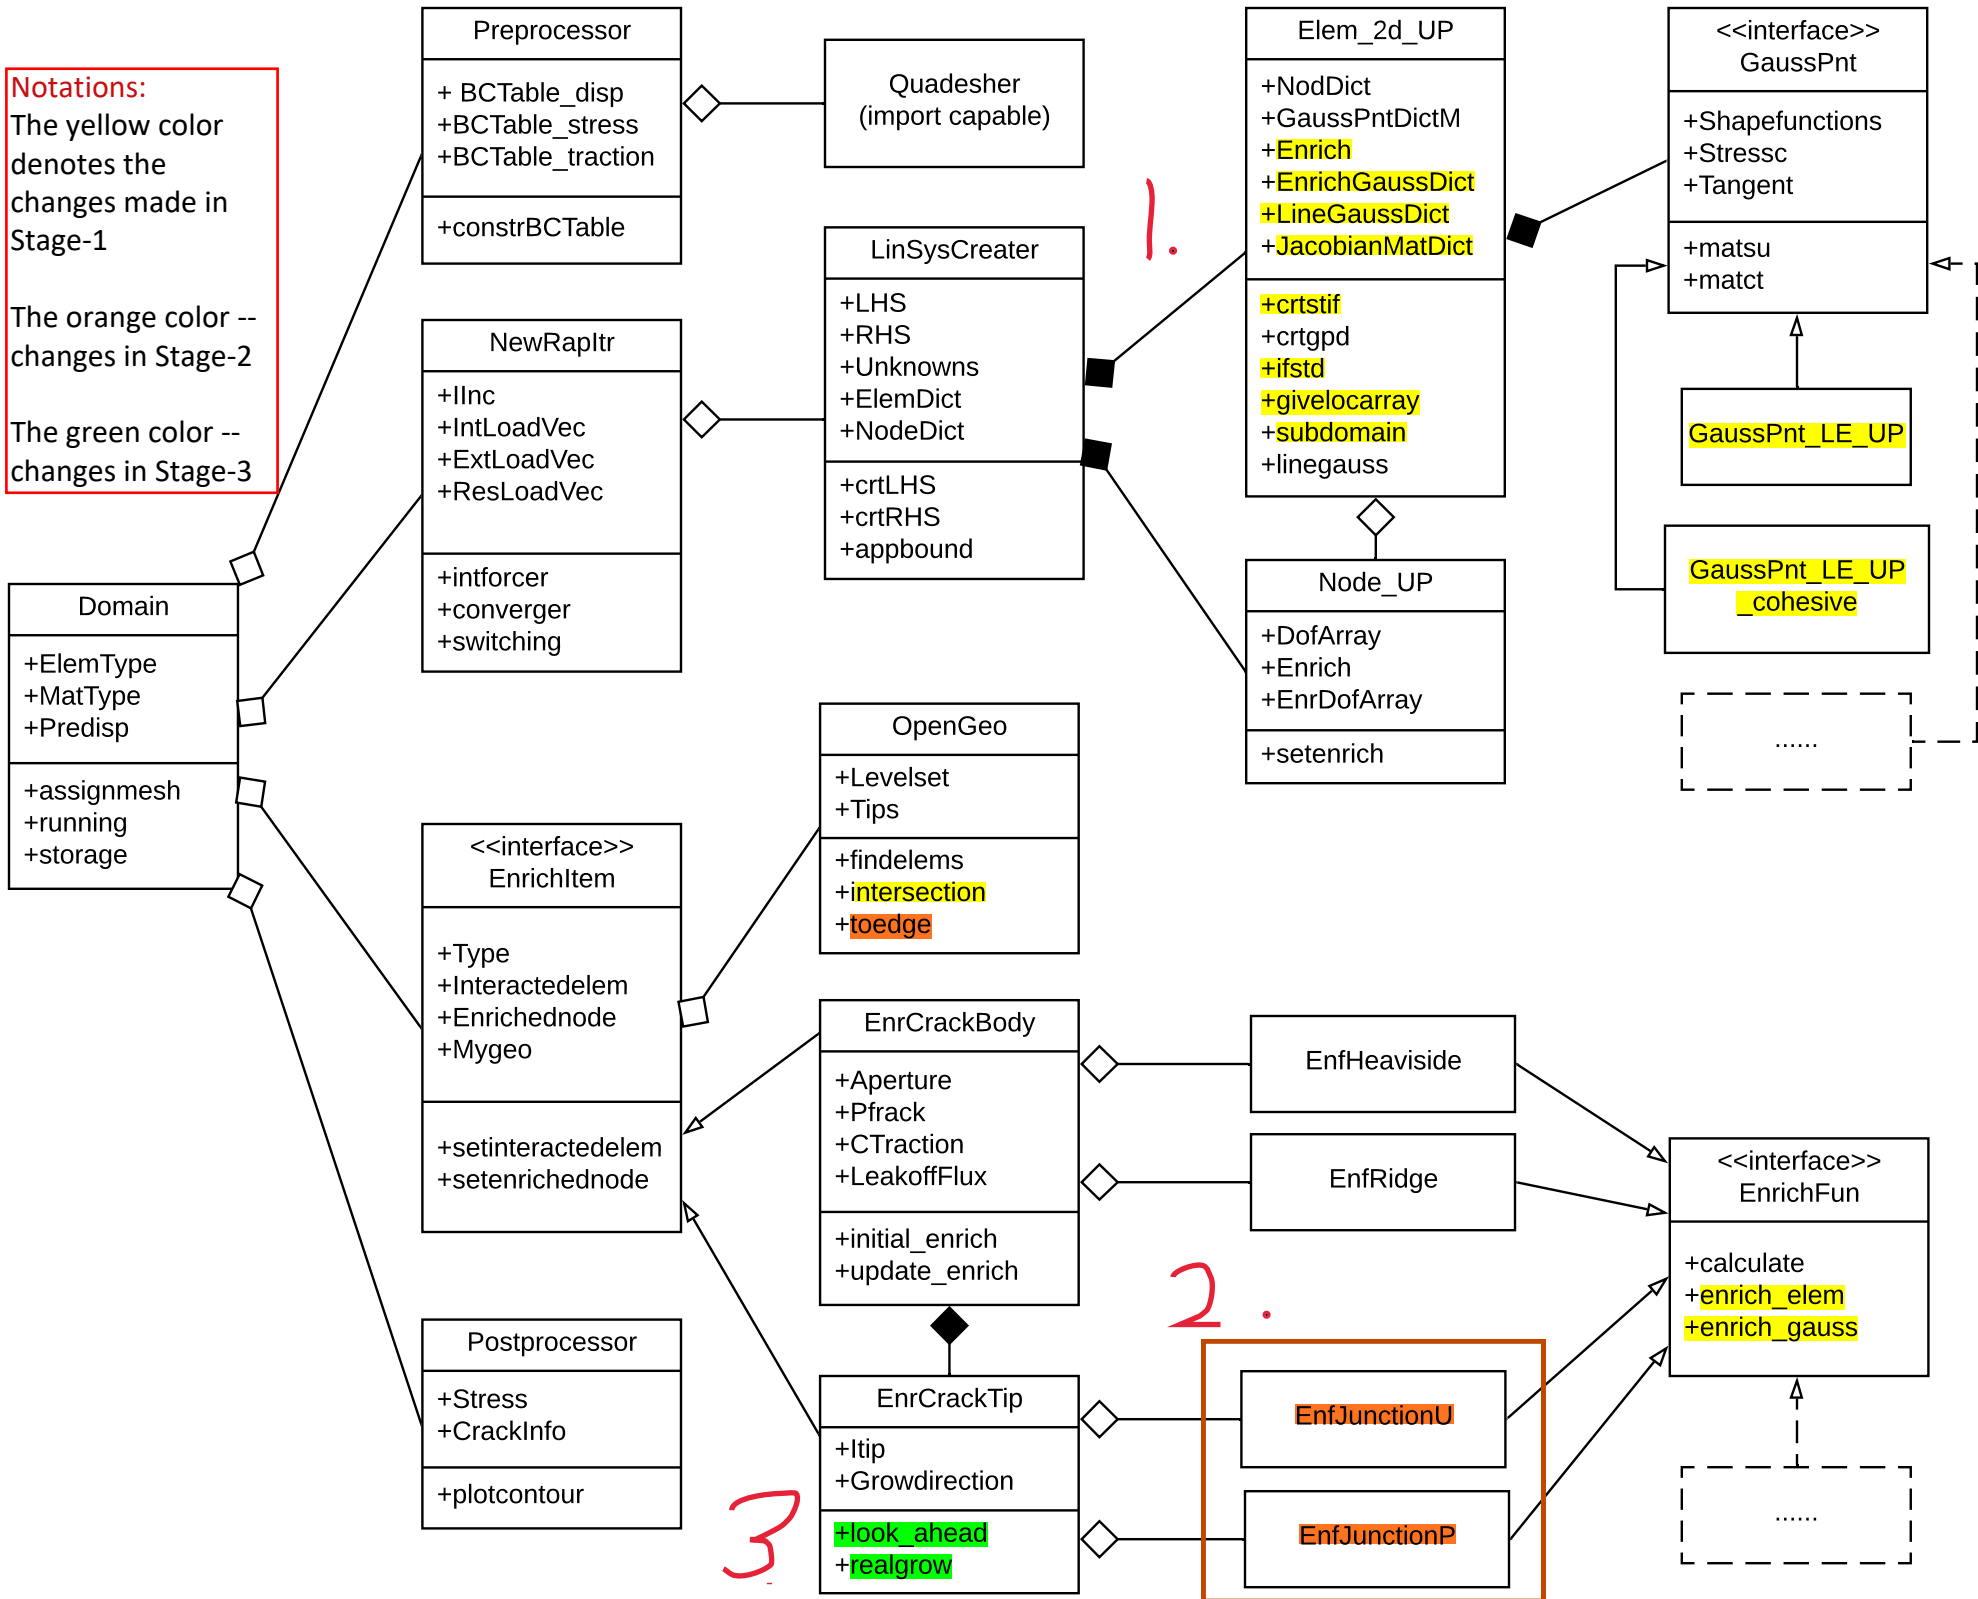 Notations:
The yellow color
denotes the
changes made in
Stage-1
The orange color --
changes in Stage-2
The green color --
changes in Stage-3
Domain
+ElemType
+MatType
+Predisp
+assignmesh
+running
+storage
Preprocessor
+ BCTable_disp
+BCTable_stress
+BCTable_traction
+constrBCTable
NewRapItr
+IInc
+IntLoadVec
+ExtLoadVec
+ResLoadVec
+intforcer
+converger
+switching
<<interface>>
EnrichItem
+Type
+Interactedelem
+Enrichednode
+Mygeo
+setinteractedelem
+setenrichednode
Postprocessor
+Stress
+CrackInfo
+plotcontour
Quadesher
(import capable)
LinSysCreater
+LHS
+RHS
+Unknowns
+ElemDict
+NodeDict
+crtLHS
+crtRHS
+appbound
OpenGeo
+Levelset
+Tips
+findelems
+intersection
+toedge
EnrCrackBody
+Aperture
+Pfrack
+CTraction
+LeakoffFlux
+initial_enrich
+update_enrich
3.
EnrCrackTip
+Itip
+Growdirection
+look_ahead
+realgrow
1.
Elem_2d_UP
+NodDict
+GaussPntDictM
+Enrich
+EnrichGaussDict
+LineGaussDict
+JacobianMatDict
+crtstif
+crtgpd
+ifstd
+givelocarray
+subdomain
+linegauss
Node_UP
+DofArray
+Enrich
+EnrDofArray
+setenrich
EnfHeaviside
EnfRidge
2.
EnfJunctionU
EnfJunctionP
<<interface>>
GaussPnt
+Shapefunctions
+Stressc
+Tangent
+matsu
+matct
GaussPnt_LE_UP
GaussPnt_LE_UP
_cohesive
......
<<interface>>
EnrichFun
+calculate
+enrich_elem
+enrich_gauss
......